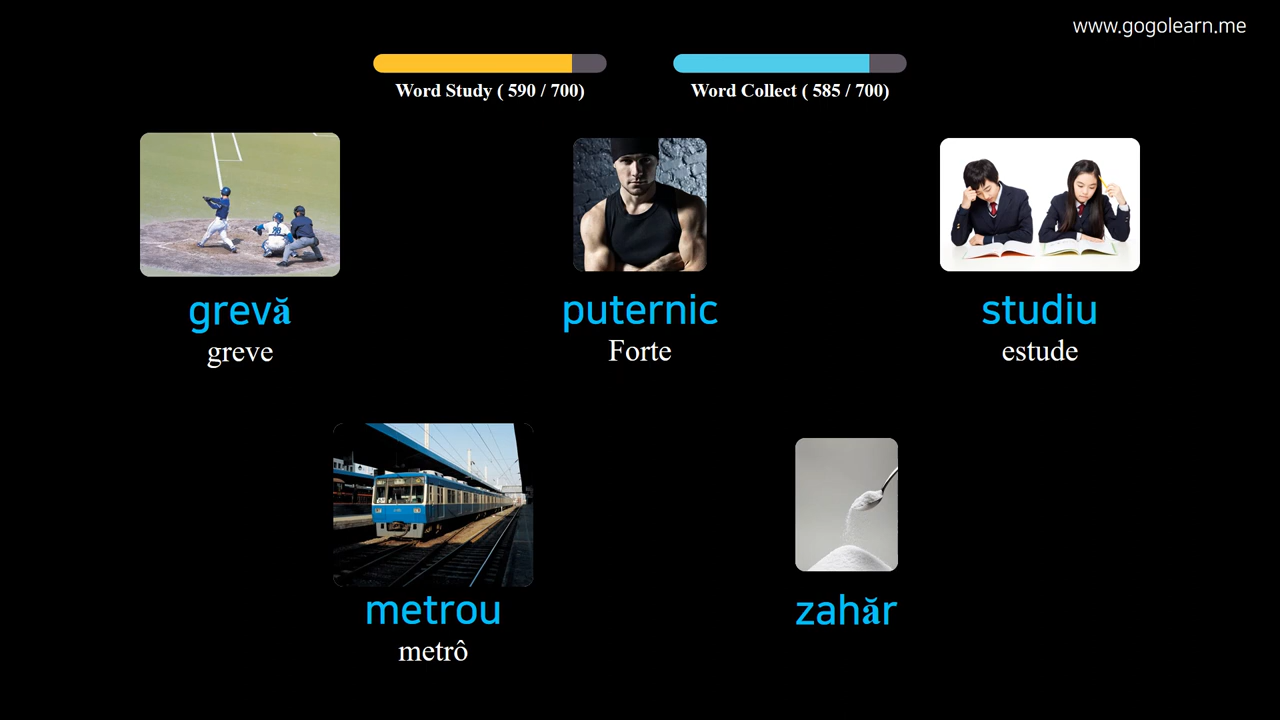 www.gogolearn.me
Word Study ( 590 / 700)
Word Collect ( 585 / 700)
grevă
greve
puternic
Forte
studiu
estude
metrou
metrô
zahăr